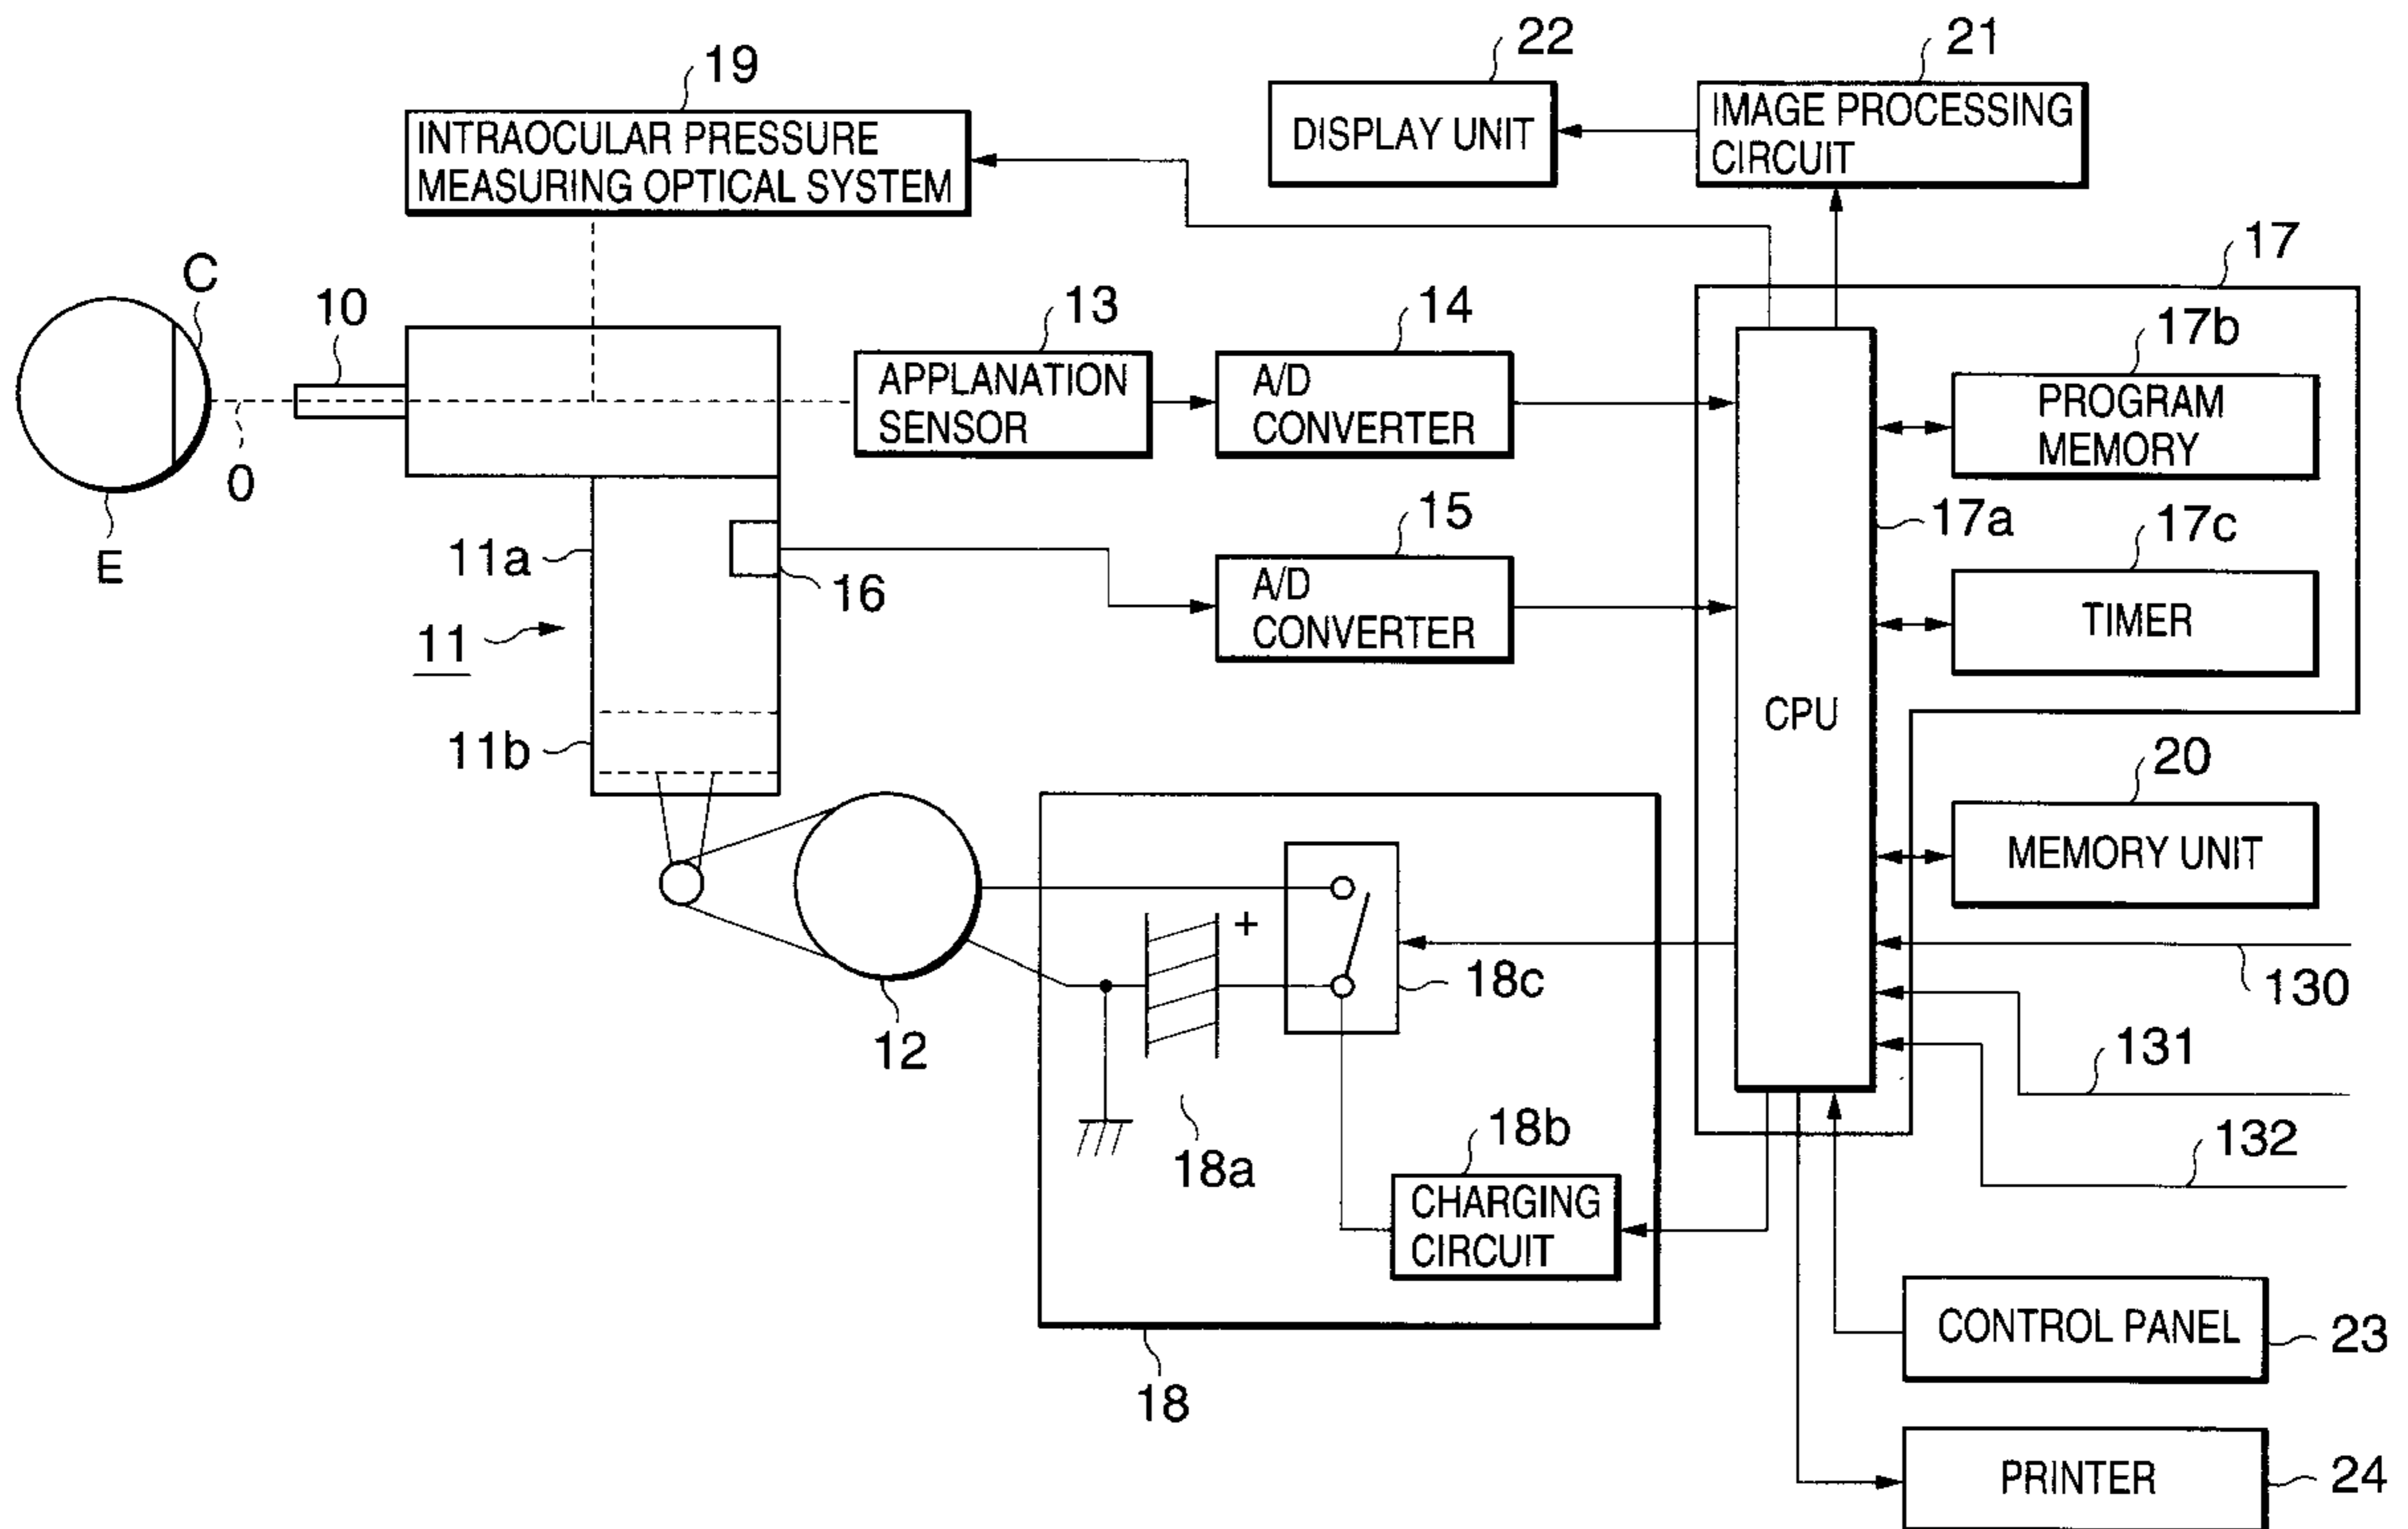 22
21
19
INTRAOCULAR PRESSURE
MEASURING OPTICAL SYSTEM
DISPLAY UNIT
IMAGE PROCESSING
CIRCUIT
17
C
10
13
14
17b
APPLANATION
SENSOR
A/D
CONVERTER
PROGRAM
MEMORY
O
E
11a
16
15
17a
17c
A/D
CONVERTER
TIMER
11
CPU
11b
20
MEMORY UNIT
+
18c
130
12
131
18a
18b
132
CHARGING
CIRCUIT
CONTROL PANEL
23
18
PRINTER
24